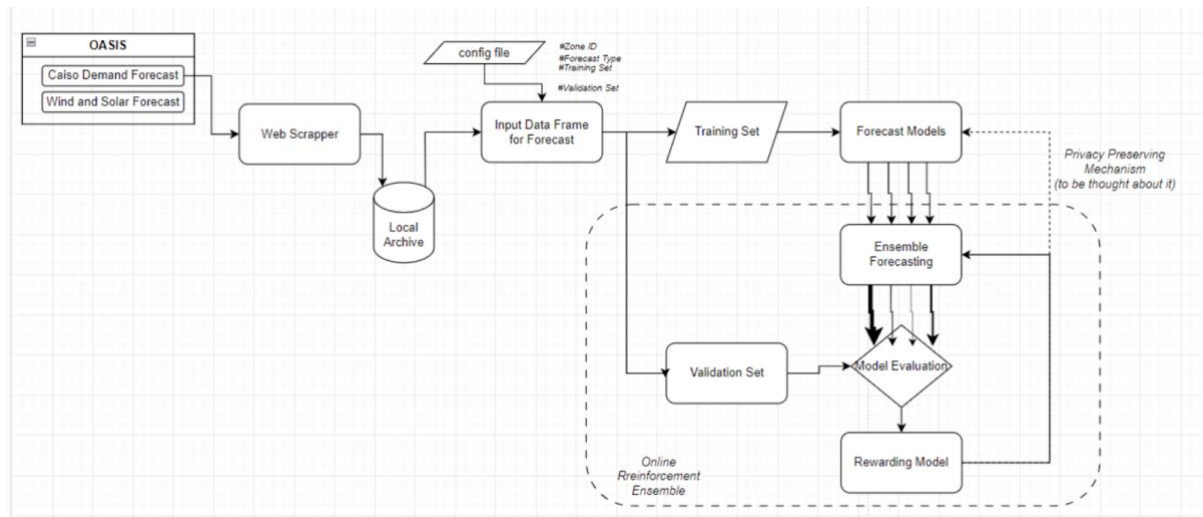 OASIS
Caiso Demand Forecast
Wind and Solar Forecast
Web Scrapper
Local
Archive
config file
#Zone ID
#Forecast Type
#Training Set
#Validation Set
Input Data Frame
for Forecast
Training Set
Forecast Models
Privacy Preserving
Mechanism
(to be thought about it)
Ensemble
Forecasting
Validation Set
Model Evaluation
Rewarding Model
Online
Rreinforcement
Ensemble